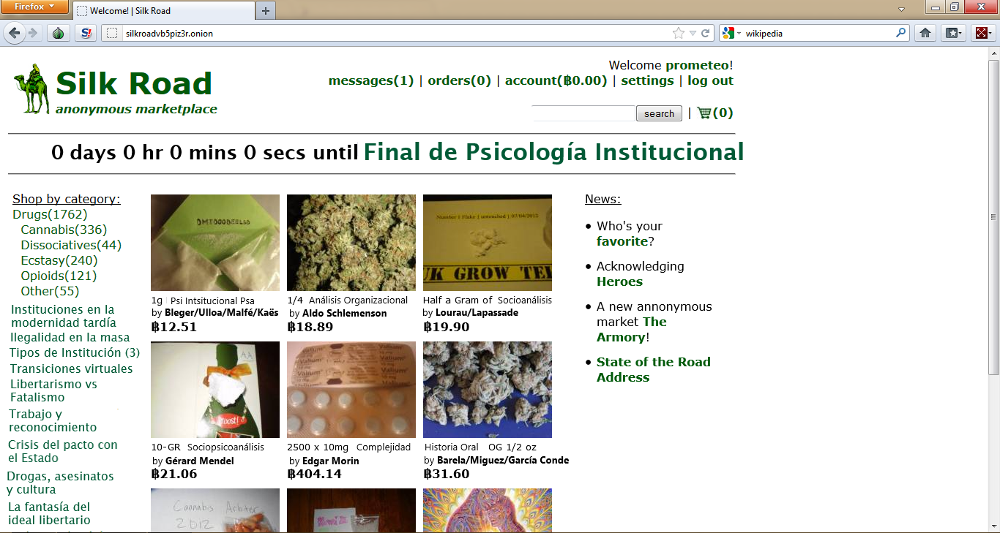 Firefox
Welcome! | Silk Road
silkroadvb5piz3r.onion
wikipedia
Silk Road
anonymous marketplace
Welcome prometeo!
messages(1) | orders(0) | account(฿0.00) | settings | log out
search | (0)
0 days 0 hr 0 mins 0 secs until Final de Psicología Institucional
Shop by category:
Drugs(1762)
Cannabis(336)
Dissociatives(44)
Ecstasy(240)
Opioids(121)
Other(55)
Instituciones en la
modernidad tardía
Ilegalidad en la masa
Tipos de Institución (3)
Transiciones virtuales
Libertarismo vs
Fatalismo
Trabajo y
reconocimiento
Crisis del pacto con
el Estado
Drogas, asesinatos
y cultura
La fantasía del
ideal libertario
1g Psi Intsitucional Psa
by Bleger/Ulloa/Malfé/Kaës
฿12.51
1/4 Análisis Organizacional
by Aldo Schlemenson
฿18.89
Number 1 Flake | untouched | 07/04/2012
UK GROW TEN
Half a Gram of Socioanálisis
by Lourau/Lapassade
฿19.90
AA
10-GR Sociopsicoanálisis
by Gérard Mendel
฿21.06
Valium
10 mg
2500 x 10mg Complejidad
by Edgar Morin
฿404.14
Historia Oral OG 1/2 oz
by Barela/Miguez/García Conde
฿31.60
Cannabis Arbiter
2012
News:
Who's your
favorite?
Acknowledging
Heroes
A new annonymous
market The
Armory!
State of the Road
Address